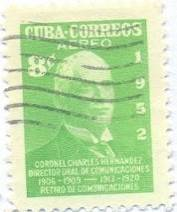 CUBA-CORREOS
AEREO
8¢
1952
CORONEL CHARLES HERNANDEZ
DIRECTOR GRAL DE COMUNICACIONES
1906-1909 — 1913-1920
RETIRO DE COMUNICACIONES